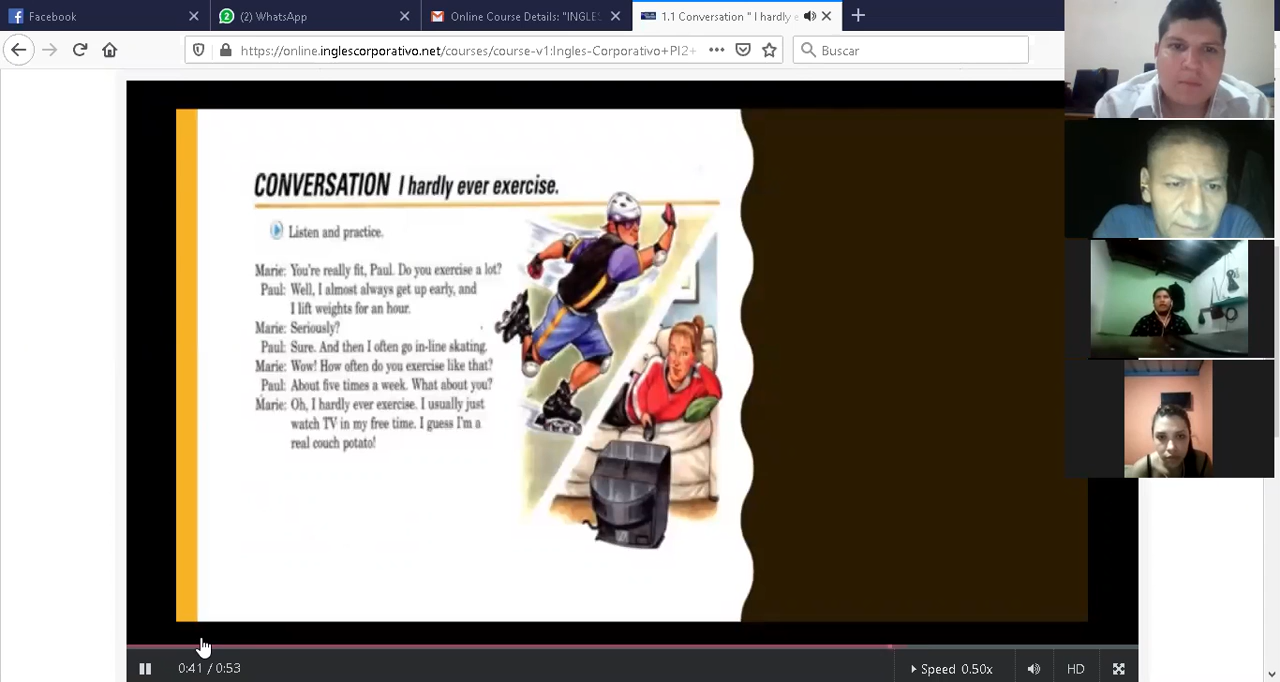 Facebook
(2) WhatsApp
Online Course Details: "INGLES
1.1 Conversation " I hardly e
https://online.inglescorporativo.net/courses/course-v1:Ingles-Corporativo+PI2+
Buscar
CONVERSATION I hardly ever exercise.
Listen and practice.
Marie: You're really fit, Paul. Do you exercise a lot?
Paul: Well, I almost always get up early, and
I lift weights for an hour.
Marie: Seriously?
Paul: Sure. And then I often go in-line skating.
Marie: Wow! How often do you exercise like that?
Paul: About five times a week. What about you?
Marie: Oh, I hardly ever exercise. I usually just
watch TV in my free time. I guess I'm a
real couch potato!
0:41 / 0:53
Speed 0.50x
HD